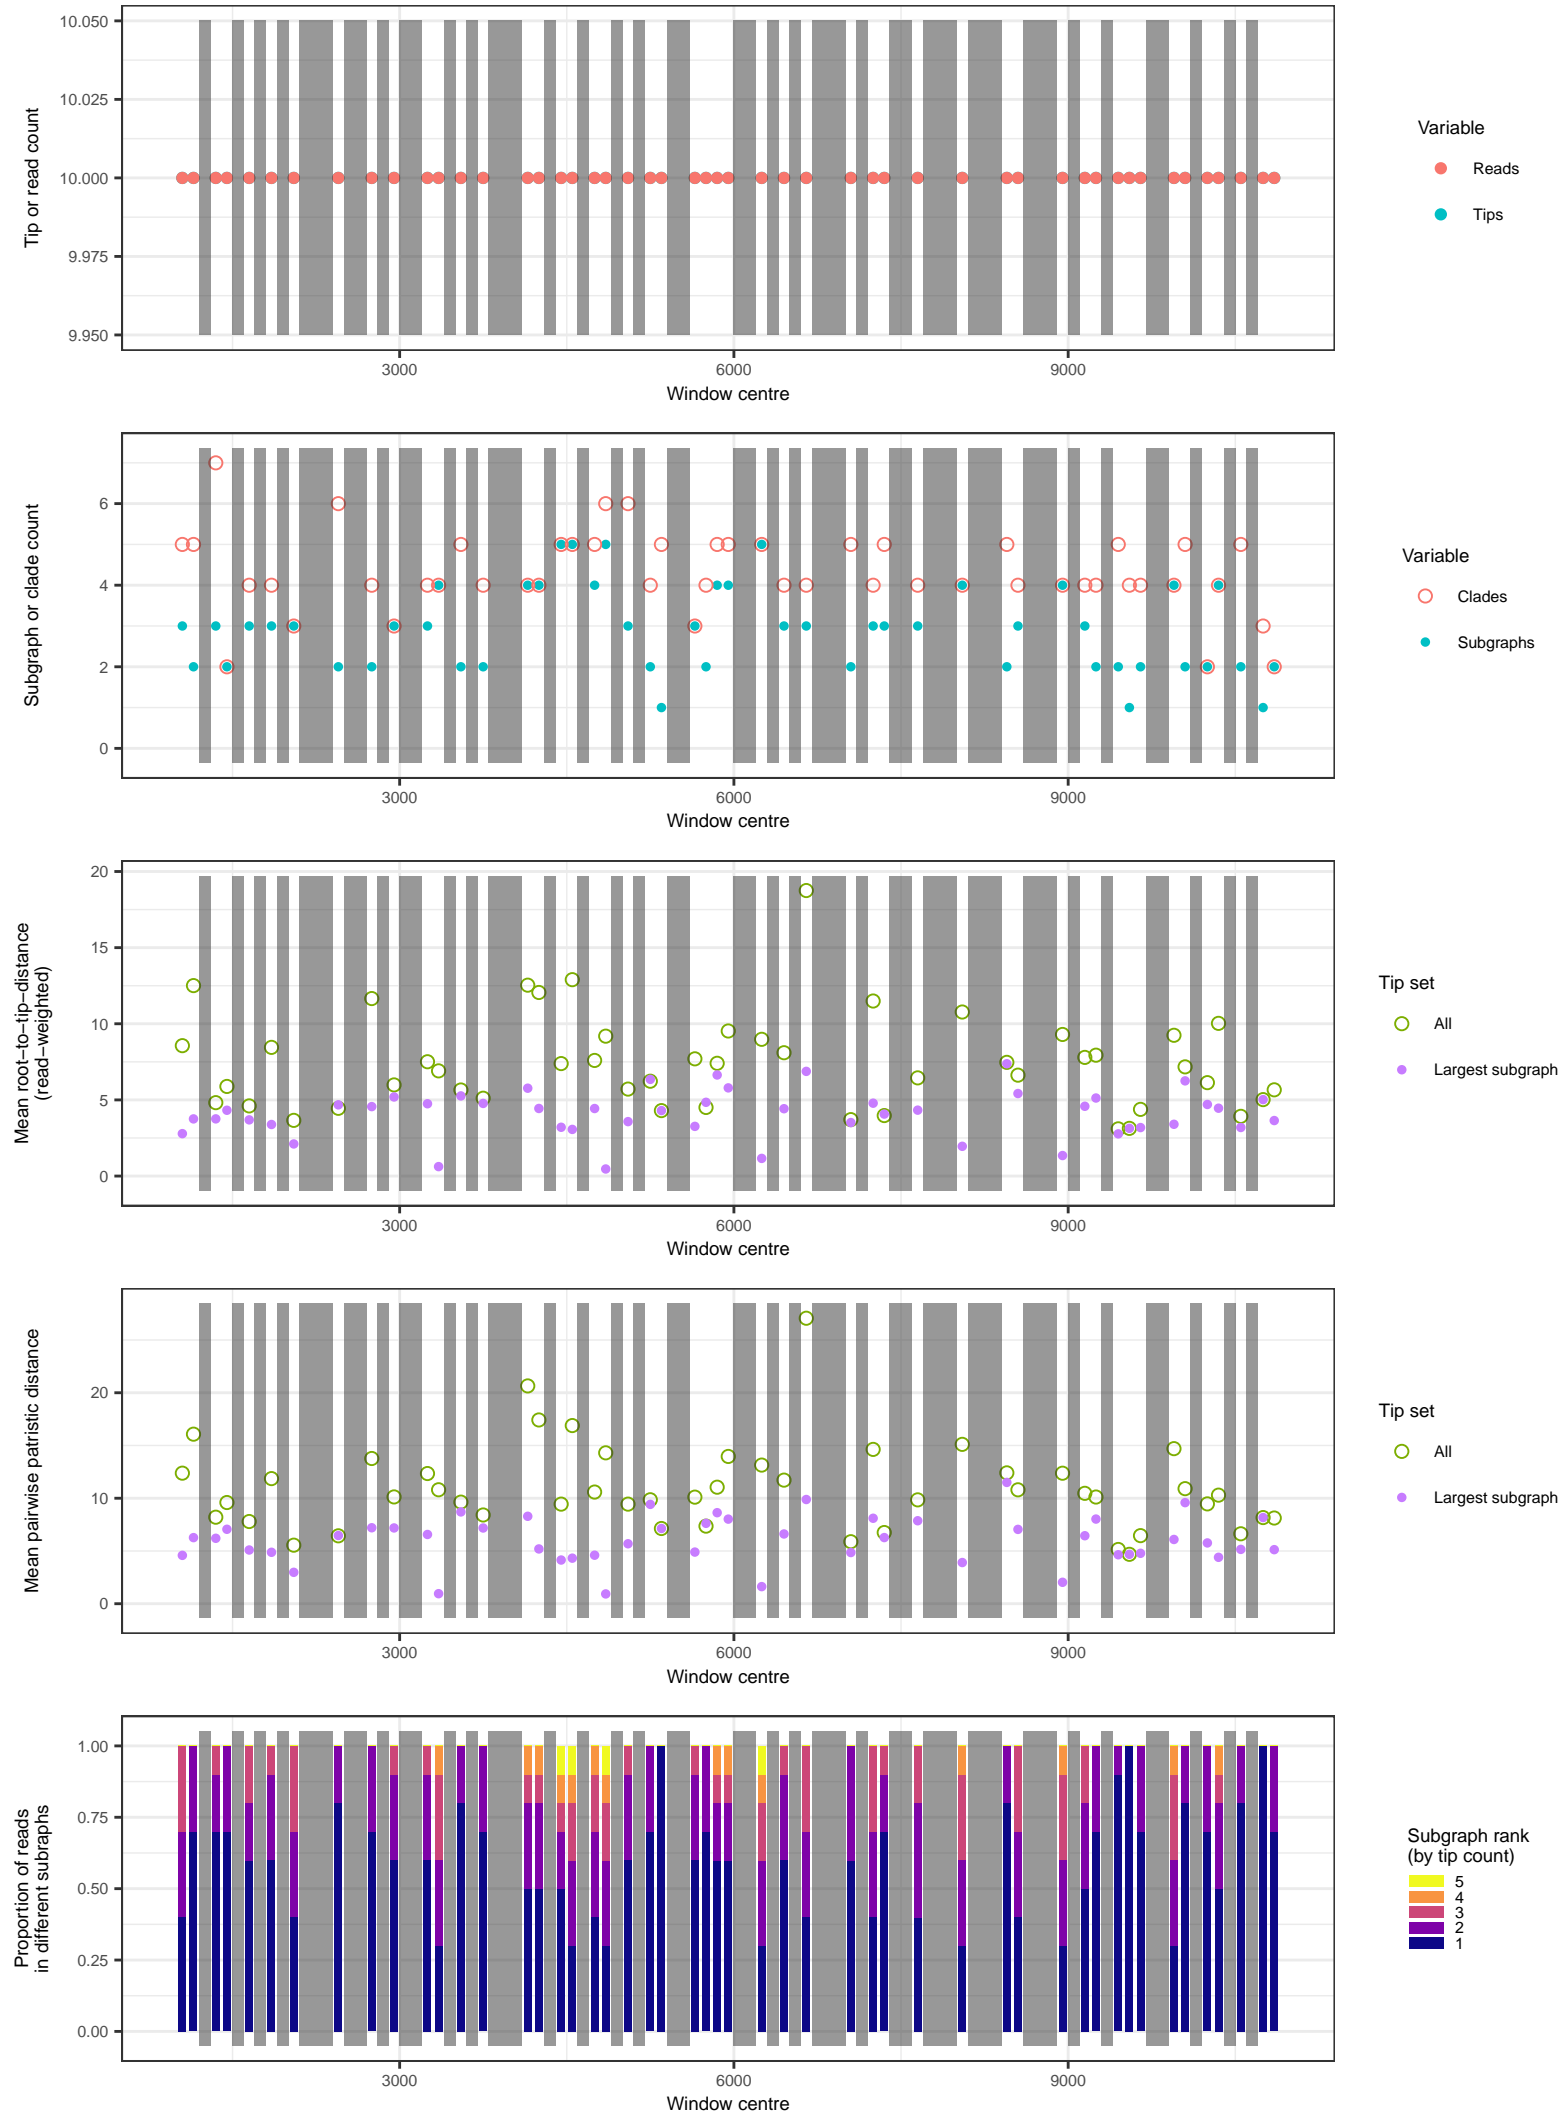 Tip or read count
10.050
10.025
10.000
9.975
9.950
3000 6000 9000
Window centre
Variable
Reads
Tips
Subgraph or clade count
6
4
2
0
3000 6000 9000
Window centre
Variable
Clades
Subgraphs
Mean root−to−tip−distance
(read−weighted)
20
15
10
5
0
3000 6000 9000
Window centre
Tip set
All
Largest subgraph
Mean pairwise patristic distance
20
10
0
3000 6000 9000
Window centre
Tip set
All
Largest subgraph
Proportion of reads
in different subraphs
1.00
0.75
0.50
0.25
0.00
3000 6000 9000
Window centre
Subgraph rank
(by tip count)
5
4
3
2
1